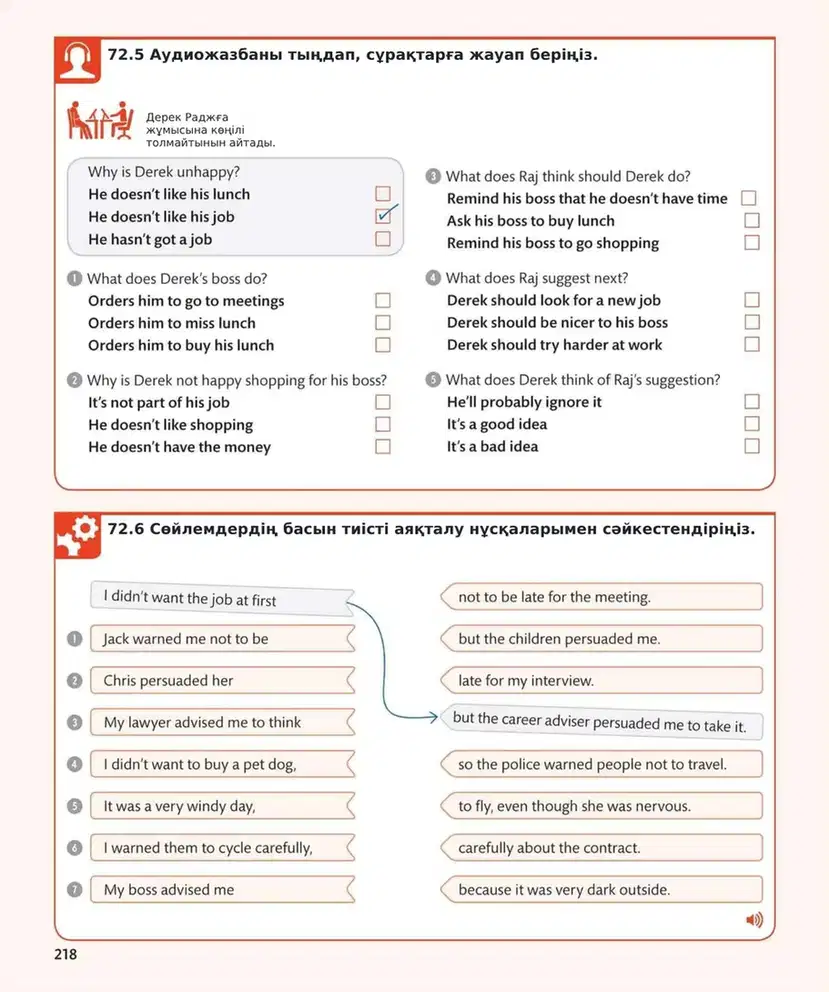 72.5 Аудиожазбаны тыңдап, сұрақтарға жауап беріңіз.
Дерек Раджға
жұмысына көңілі
толмайтынын айтады.
Why is Derek unhappy?
He doesn't like his lunch
He doesn't like his job
He hasn't got a job
1 What does Derek's boss do?
Orders him to go to meetings
Orders him to miss lunch
Orders him to buy his lunch
2 Why is Derek not happy shopping for his boss?
It's not part of his job
He doesn't like shopping
He doesn't have the money
3 What does Raj think should Derek do?
Remind his boss that he doesn't have time
Ask his boss to buy lunch
Remind his boss to go shopping
4 What does Raj suggest next?
Derek should look for a new job
Derek should be nicer to his boss
Derek should try harder at work
5 What does Derek think of Raj's suggestion?
He'll probably ignore it
It's a good idea
It's a bad idea
72.6 Сөйлемдердің басын тиісті аяқталу нұсқаларымен сәйкестендіріңіз.
I didn't want the job at first
1 Jack warned me not to be
2 Chris persuaded her
3 My lawyer advised me to think
4 I didn't want to buy a pet dog,
5 It was a very windy day,
6 I warned them to cycle carefully,
7 My boss advised me
not to be late for the meeting.
but the children persuaded me.
late for my interview.
but the career adviser persuaded me to take it.
so the police warned people not to travel.
to fly, even though she was nervous.
carefully about the contract.
because it was very dark outside.
218